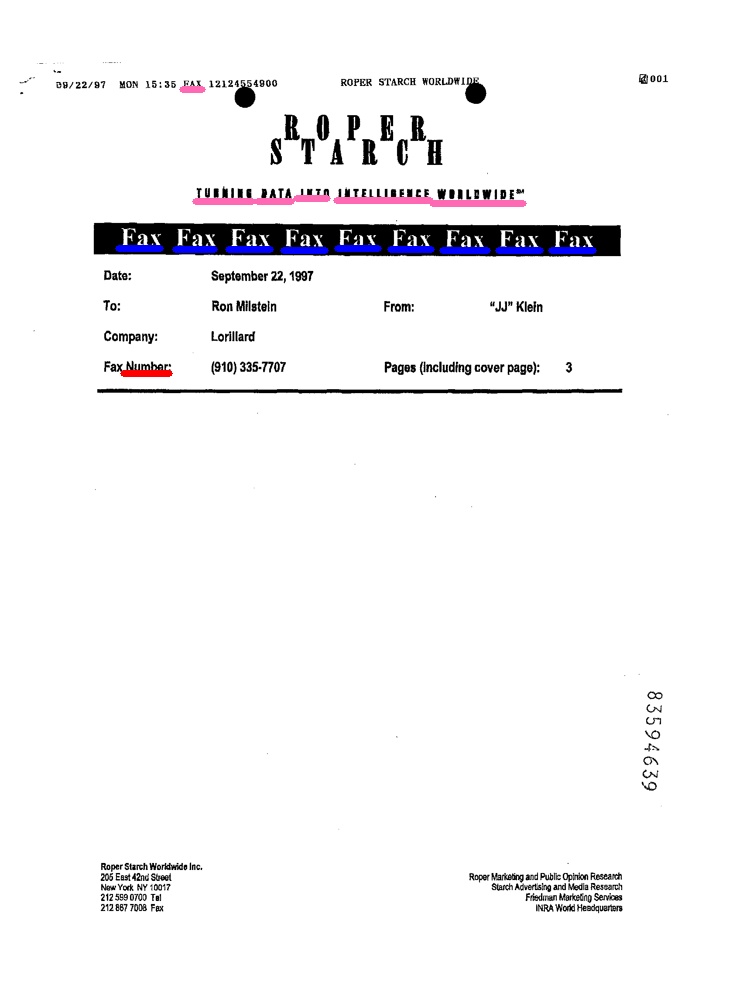 09/22/97 MON 15:35 FAX 12124554900 ROPER STARCH WORLDWIDE 001
ROPER
STARCH
TURNING DATA INTO INTELLIGENCE WORLDWIDE℠
Fax Fax Fax Fax Fax Fax Fax Fax Fax
Date: September 22, 1997
To: Ron Milstein From: "JJ" Klein
Company: Lorillard
Fax Number: (910) 335-7707 Pages (including cover page): 3
83594639
Roper Starch Worldwide Inc.
205 East 42nd Street
New York NY 10017
212 599 0700 Tel
212 867 7008 Fax
Roper Marketing and Public Opinion Research
Starch Advertising and Media Research
Friedman Marketing Services
INRA World Headquarters